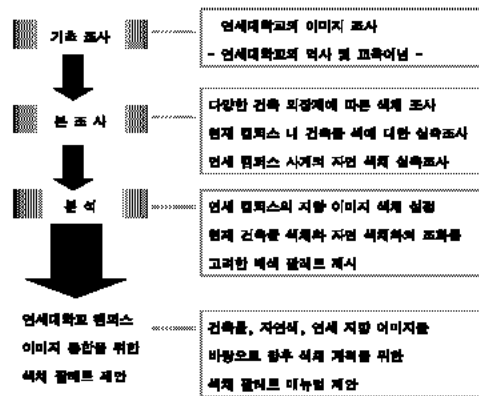 기초 조사
연세대학교의 이미지 조사
- 연세대학교의 역사 및 교육이념 -
본 조사
다양한 건축 외장재에 따른 색채 조사
현재 캠퍼스 내 건축물 색에 대한 실측조사
연세 캠퍼스 사계의 자연 색채 실측조사
분 석
연세 캠퍼스의 지향 이미지 색채 설정
현재 건축물 색채와 자연 색채와의 조화를
고려한 배색 팔레트 제시
연세대학교 캠퍼스
이미지 통합을 위한
색채 팔레트 제안
건축물, 자연색, 연세 지향 이미지를
바탕으로 향후 색채 계획을 위한
색채 팔레트 매뉴얼 제안